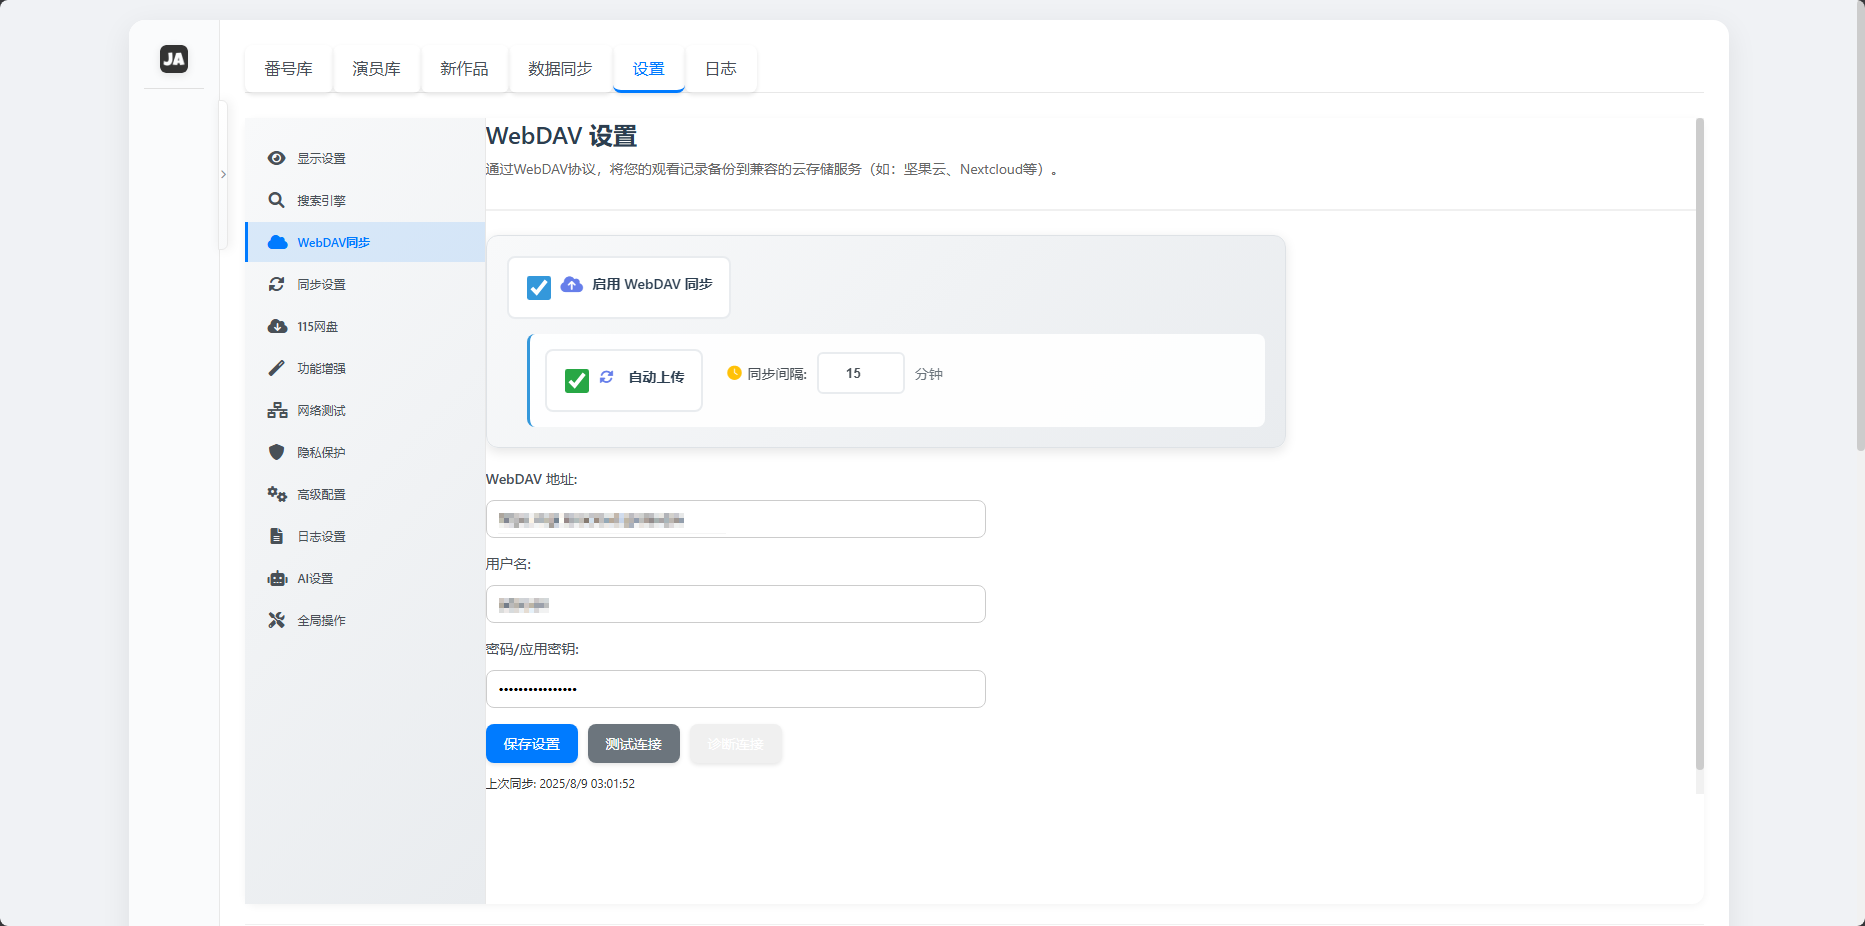 JA
番号库
演员库
新作品
数据同步
设置
日志
显示设置
搜索引擎
WebDAV同步
同步设置
115网盘
功能增强
网络测试
隐私保护
高级配置
日志设置
AI设置
全局操作
WebDAV 设置
通过WebDAV协议，将您的观看记录备份到兼容的云存储服务（如：坚果云、Nextcloud等）。
启用 WebDAV 同步
自动上传
同步间隔:
15
分钟
WebDAV 地址:
用户名:
密码/应用密钥:
••••••••••••••••
保存设置
测试连接
诊断连接
上次同步: 2025/8/9 03:01:52